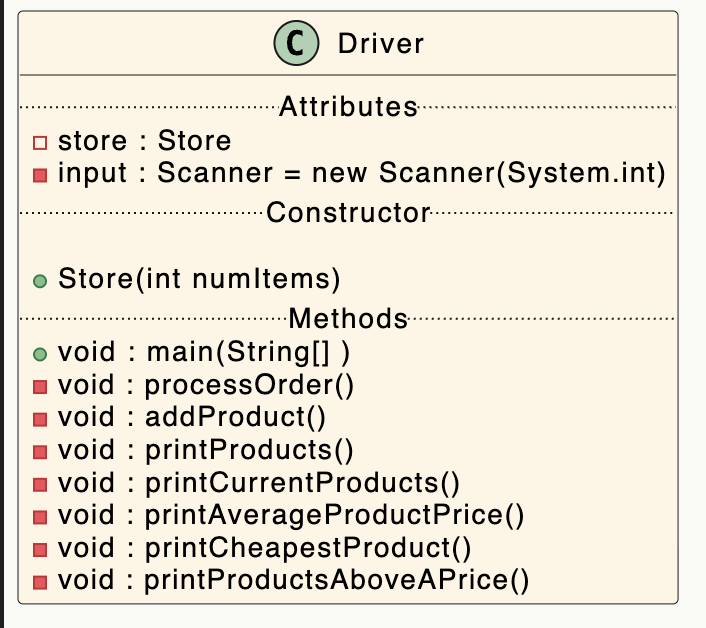 C Driver
Attributes
store : Store
input : Scanner = new Scanner(System.int)
Constructor
Store(int numItems)
Methods
void : main(String[] )
void : processOrder()
void : addProduct()
void : printProducts()
void : printCurrentProducts()
void : printAverageProductPrice()
void : printCheapestProduct()
void : printProductsAboveAPrice()